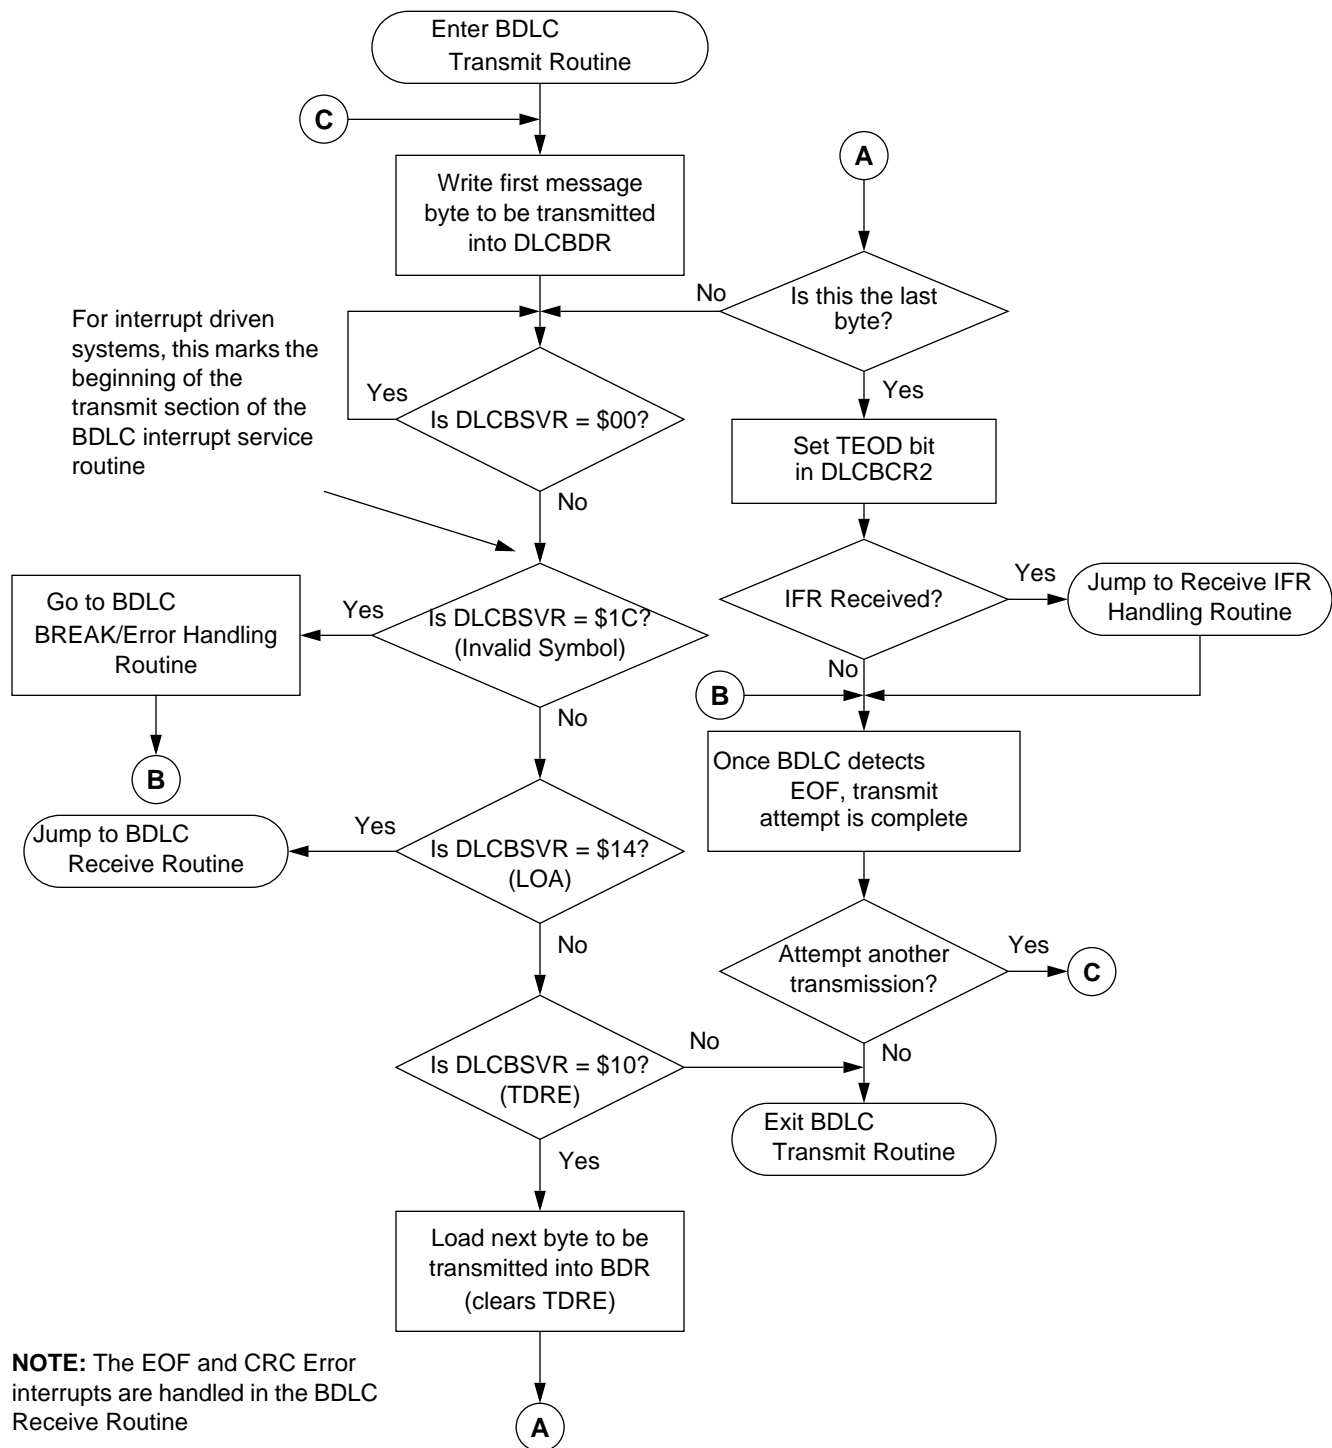 Enter BDLC
Transmit Routine
C
Write first message
byte to be transmitted
into DLCBDR
For interrupt driven
systems, this marks the
beginning of the
transmit section of the
BDLC interrupt service
routine
Yes
Is DLCBSVR = $00?
No
Is DLCBSVR = $1C?
(Invalid Symbol)
Yes
Go to BDLC
BREAK/Error Handling
Routine
B
No
Is DLCBSVR = $14?
(LOA)
Yes
Jump to BDLC
Receive Routine
No
Is DLCBSVR = $10?
(TDRE)
No
Yes
Load next byte to be
transmitted into BDR
(clears TDRE)
A
A
Is this the last
byte?
No
Yes
Set TEOD bit
in DLCBCR2
IFR Received?
Yes
Jump to Receive IFR
Handling Routine
No
B
Once BDLC detects
EOF, transmit
attempt is complete
Attempt another
transmission?
Yes
C
No
Exit BDLC
Transmit Routine
NOTE: The EOF and CRC Error
interrupts are handled in the BDLC
Receive Routine